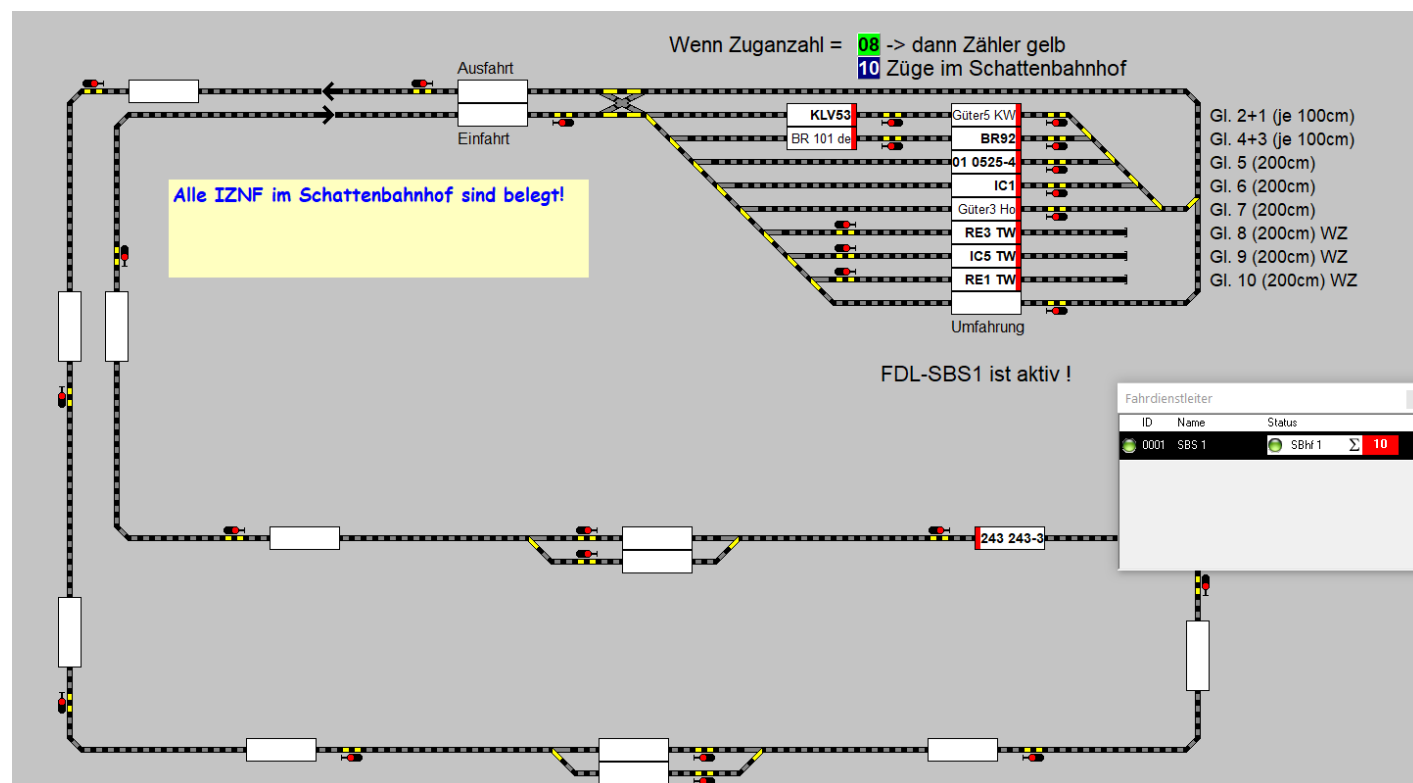 Wenn Zuganzahl = 08 -> dann Zähler gelb
10 Züge im Schattenbahnhof
Ausfahrt
Einfahrt
KLV53
Güter5 KW
Gl. 2+1 (je 100cm)
BR 101 de
BR92
Gl. 4+3 (je 100cm)
01 0525-4
Gl. 5 (200cm)
IC1
Gl. 6 (200cm)
Güter3 Ho
Gl. 7 (200cm)
RE3 TW
Gl. 8 (200cm) WZ
IC5 TW
Gl. 9 (200cm) WZ
RE1 TW
Gl. 10 (200cm) WZ
Umfahrung
Alle IZNF im Schattenbahnhof sind belegt!
FDL-SBS1 ist aktiv !
Fahrdienstleiter
ID Name Status
0001 SBS 1 SBhf 1 Σ 10
243 243-3